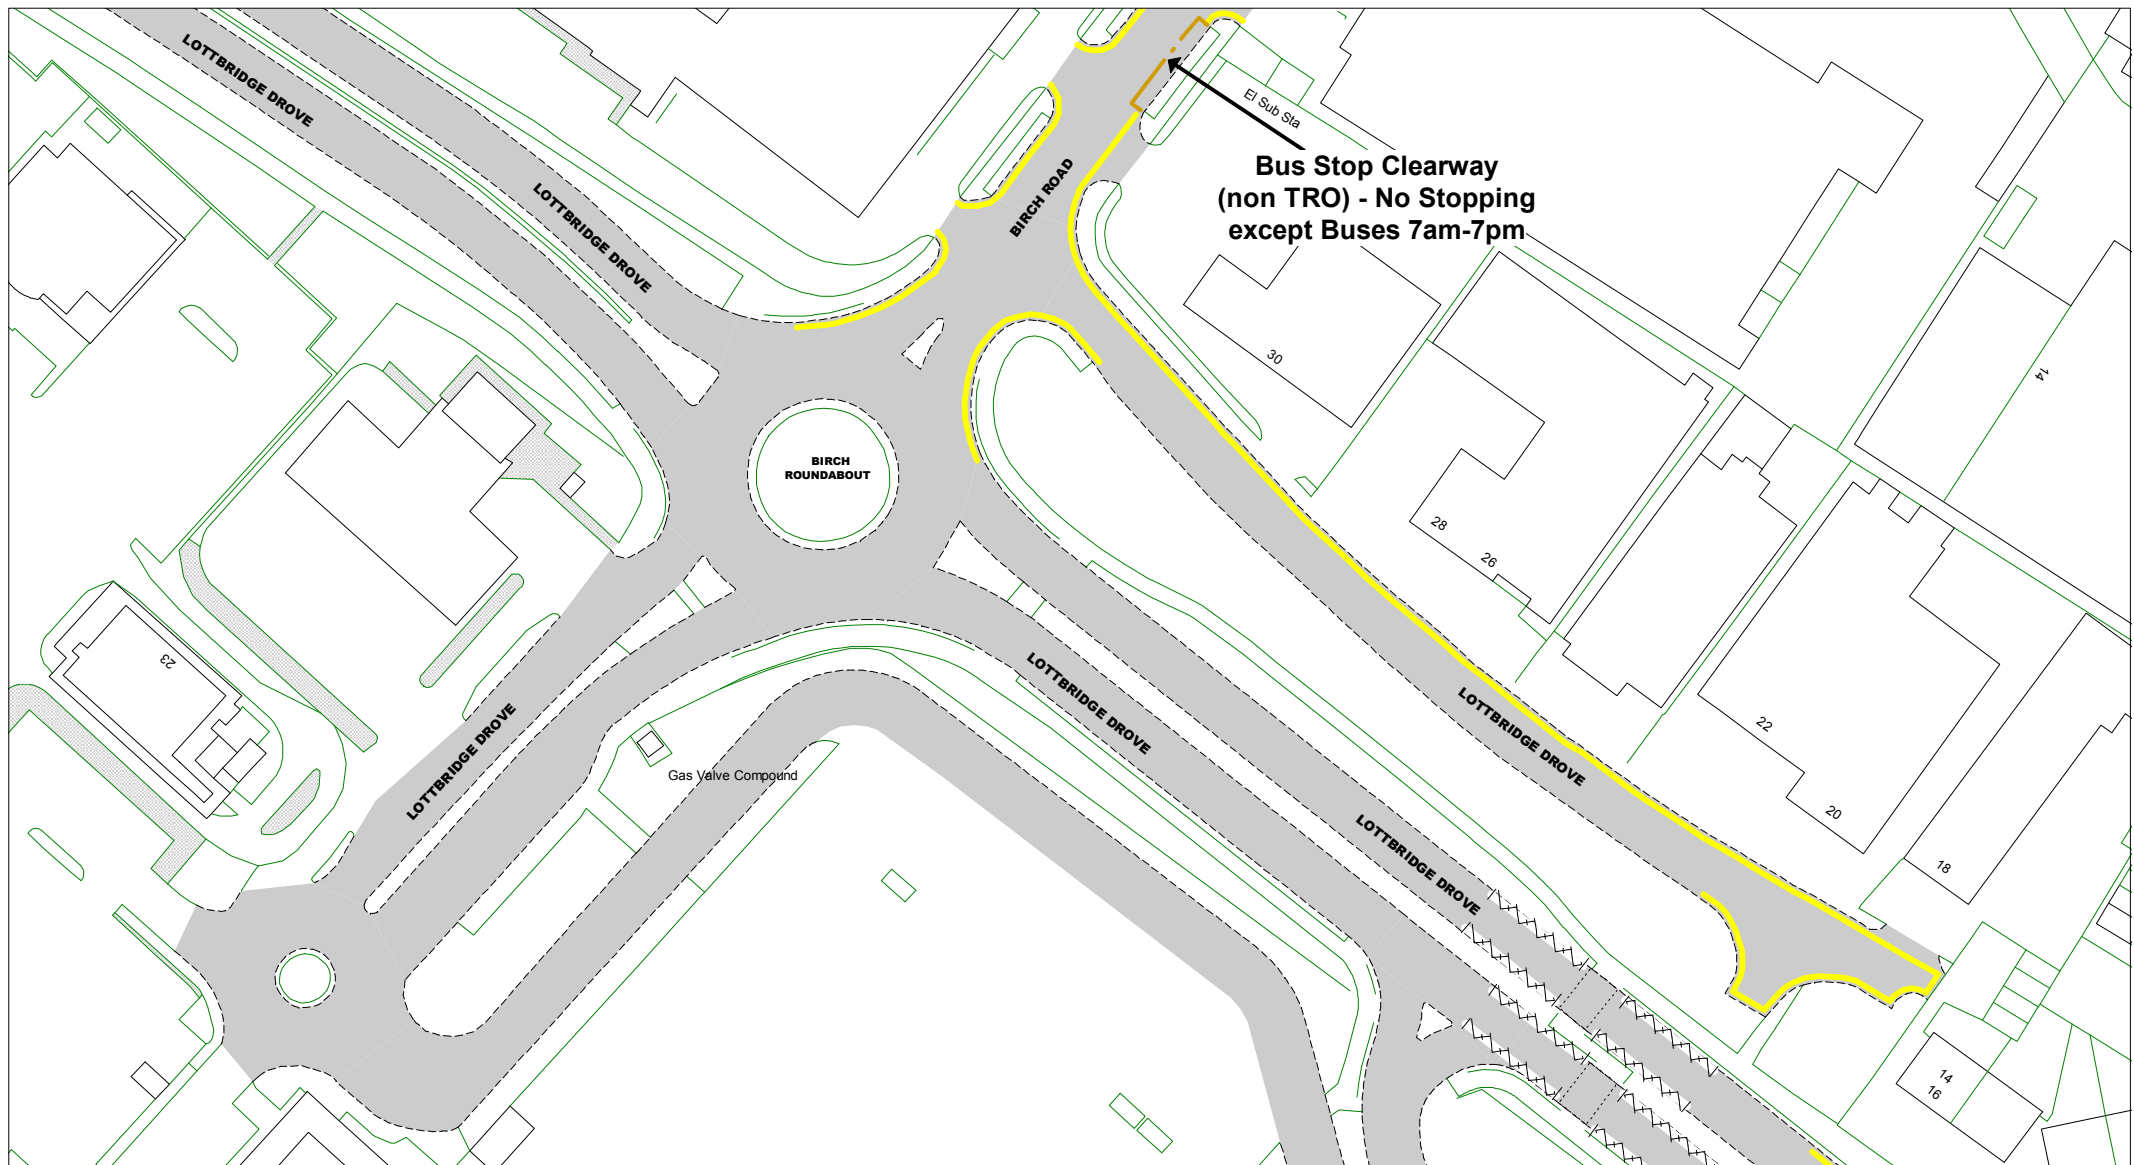 LOTTBRIDGE DROVE
LOTTBRIDGE DROVE
BIRCH ROAD
El Sub Sta
Bus Stop Clearway
(non TRO) - No Stopping
except Buses 7am-7pm
30
14
BIRCH
ROUNDABOUT
28
26
23
LOTTBRIDGE DROVE
LOTTBRIDGE DROVE
LOTTBRIDGE DROVE
22
Gas Valve Compound
20
LOTTBRIDGE DROVE
18
14
16